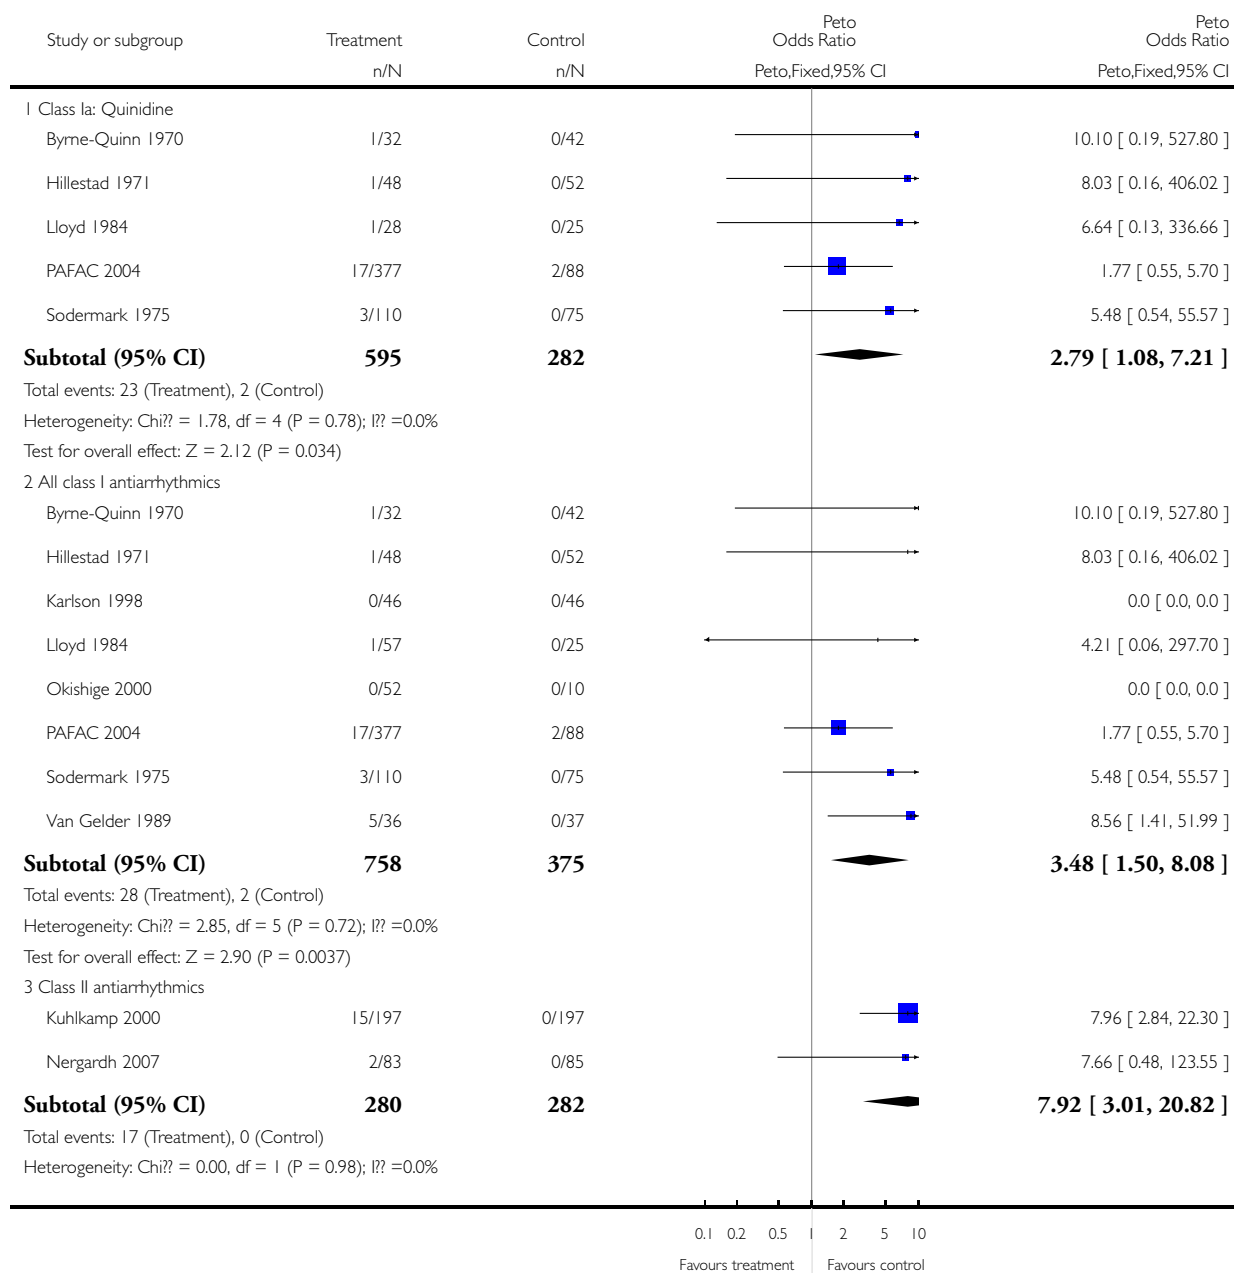 Study or subgroup Treatment Control Peto Odds Ratio Peto Odds Ratio
n/N n/N Peto,Fixed,95% CI Peto,Fixed,95% CI
1 Class Ia: Quinidine
Byrne-Quinn 1970 1/32 0/42 10.10 [ 0.19, 527.80 ]
Hillestad 1971 1/48 0/52 8.03 [ 0.16, 406.02 ]
Lloyd 1984 1/28 0/25 6.64 [ 0.13, 336.66 ]
PAFAC 2004 17/377 2/88 1.77 [ 0.55, 5.70 ]
Sodermark 1975 3/110 0/75 5.48 [ 0.54, 55.57 ]
Subtotal (95% CI) 595 282 2.79 [ 1.08, 7.21 ]
Total events: 23 (Treatment), 2 (Control)
Heterogeneity: Chi?? = 1.78, df = 4 (P = 0.78); I?? =0.0%
Test for overall effect: Z = 2.12 (P = 0.034)
2 All class I antiarrhythmics
Byrne-Quinn 1970 1/32 0/42 10.10 [ 0.19, 527.80 ]
Hillestad 1971 1/48 0/52 8.03 [ 0.16, 406.02 ]
Karlson 1998 0/46 0/46 0.0 [ 0.0, 0.0 ]
Lloyd 1984 1/57 0/25 4.21 [ 0.06, 297.70 ]
Okishige 2000 0/52 0/10 0.0 [ 0.0, 0.0 ]
PAFAC 2004 17/377 2/88 1.77 [ 0.55, 5.70 ]
Sodermark 1975 3/110 0/75 5.48 [ 0.54, 55.57 ]
Van Gelder 1989 5/36 0/37 8.56 [ 1.41, 51.99 ]
Subtotal (95% CI) 758 375 3.48 [ 1.50, 8.08 ]
Total events: 28 (Treatment), 2 (Control)
Heterogeneity: Chi?? = 2.85, df = 5 (P = 0.72); I?? =0.0%
Test for overall effect: Z = 2.90 (P = 0.0037)
3 Class II antiarrhythmics
Kuhlkamp 2000 15/197 0/197 7.96 [ 2.84, 22.30 ]
Nergardh 2007 2/83 0/85 7.66 [ 0.48, 123.55 ]
Subtotal (95% CI) 280 282 7.92 [ 3.01, 20.82 ]
Total events: 17 (Treatment), 0 (Control)
Heterogeneity: Chi?? = 0.00, df = 1 (P = 0.98); I?? =0.0%
0.1 0.2 0.5 1 2 5 10
Favours treatment Favours control